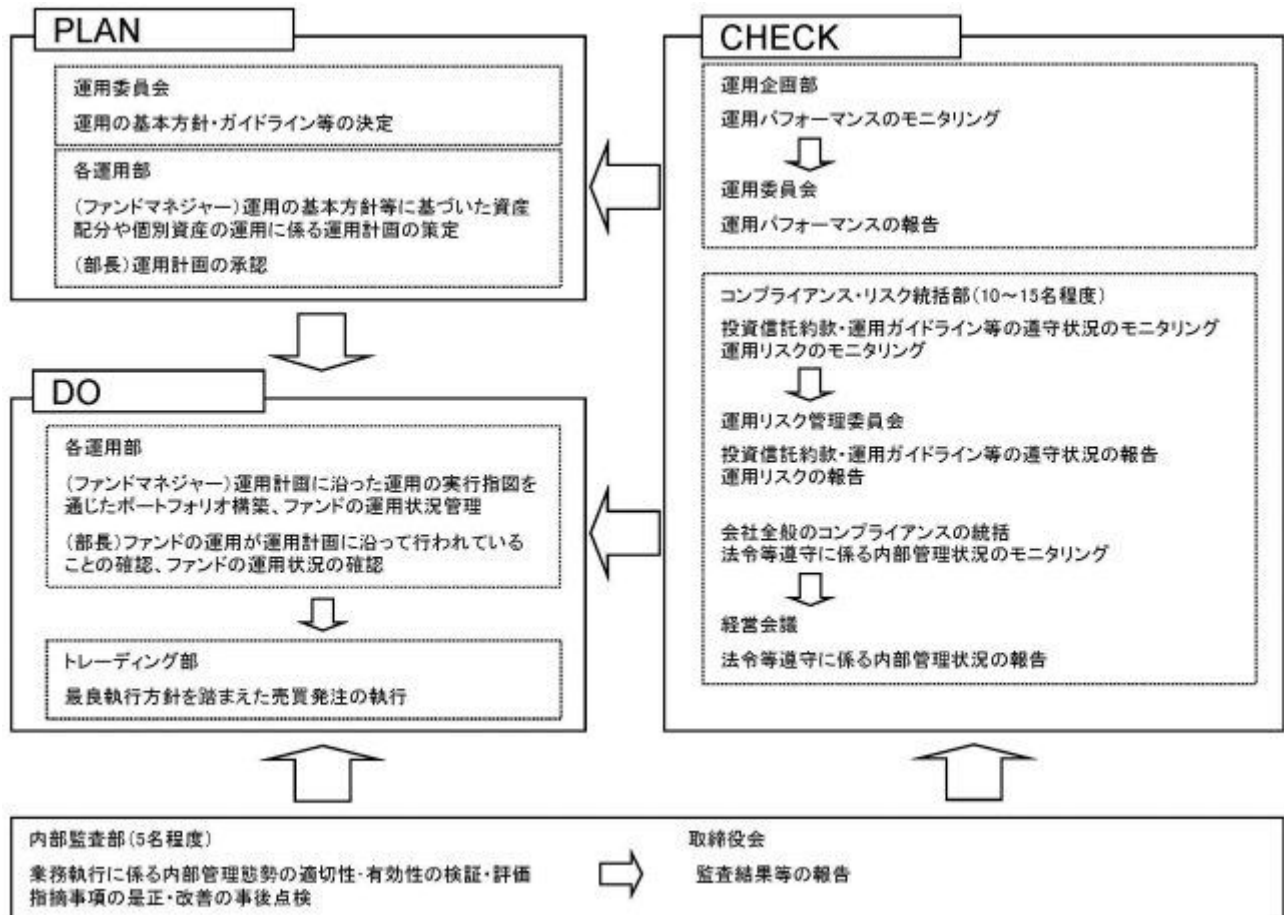 PLAN
運用委員会
運用の基本方針・ガイドライン等の決定
各運用部
(ファンドマネジャー)運用の基本方針等に基づいた資産
配分や個別資産の運用に係る運用計画の策定
(部長)運用計画の承認
DO
各運用部
(ファンドマネジャー)運用計画に沿った運用の実行指図を
通じたポートフォリオ構築、ファンドの運用状況管理
(部長)ファンドの運用が運用計画に沿って行われている
ことの確認、ファンドの運用状況の確認
トレーディング部
最良執行方針を踏まえた売買発注の執行
CHECK
運用企画部
運用パフォーマンスのモニタリング
運用委員会
運用パフォーマンスの報告
コンプライアンス・リスク統括部(10～15名程度)
投資信託約款・運用ガイドライン等の遵守状況のモニタリング
運用リスクのモニタリング
運用リスク管理委員会
投資信託約款・運用ガイドライン等の遵守状況の報告
運用リスクの報告
会社全般のコンプライアンスの統括
法令等遵守に係る内部管理状況のモニタリング
経営会議
法令等遵守に係る内部管理状況の報告
内部監査部(5名程度)
業務執行に係る内部管理態勢の適切性・有効性の検証・評価
指摘事項の是正・改善の事後点検
取締役会
監査結果等の報告